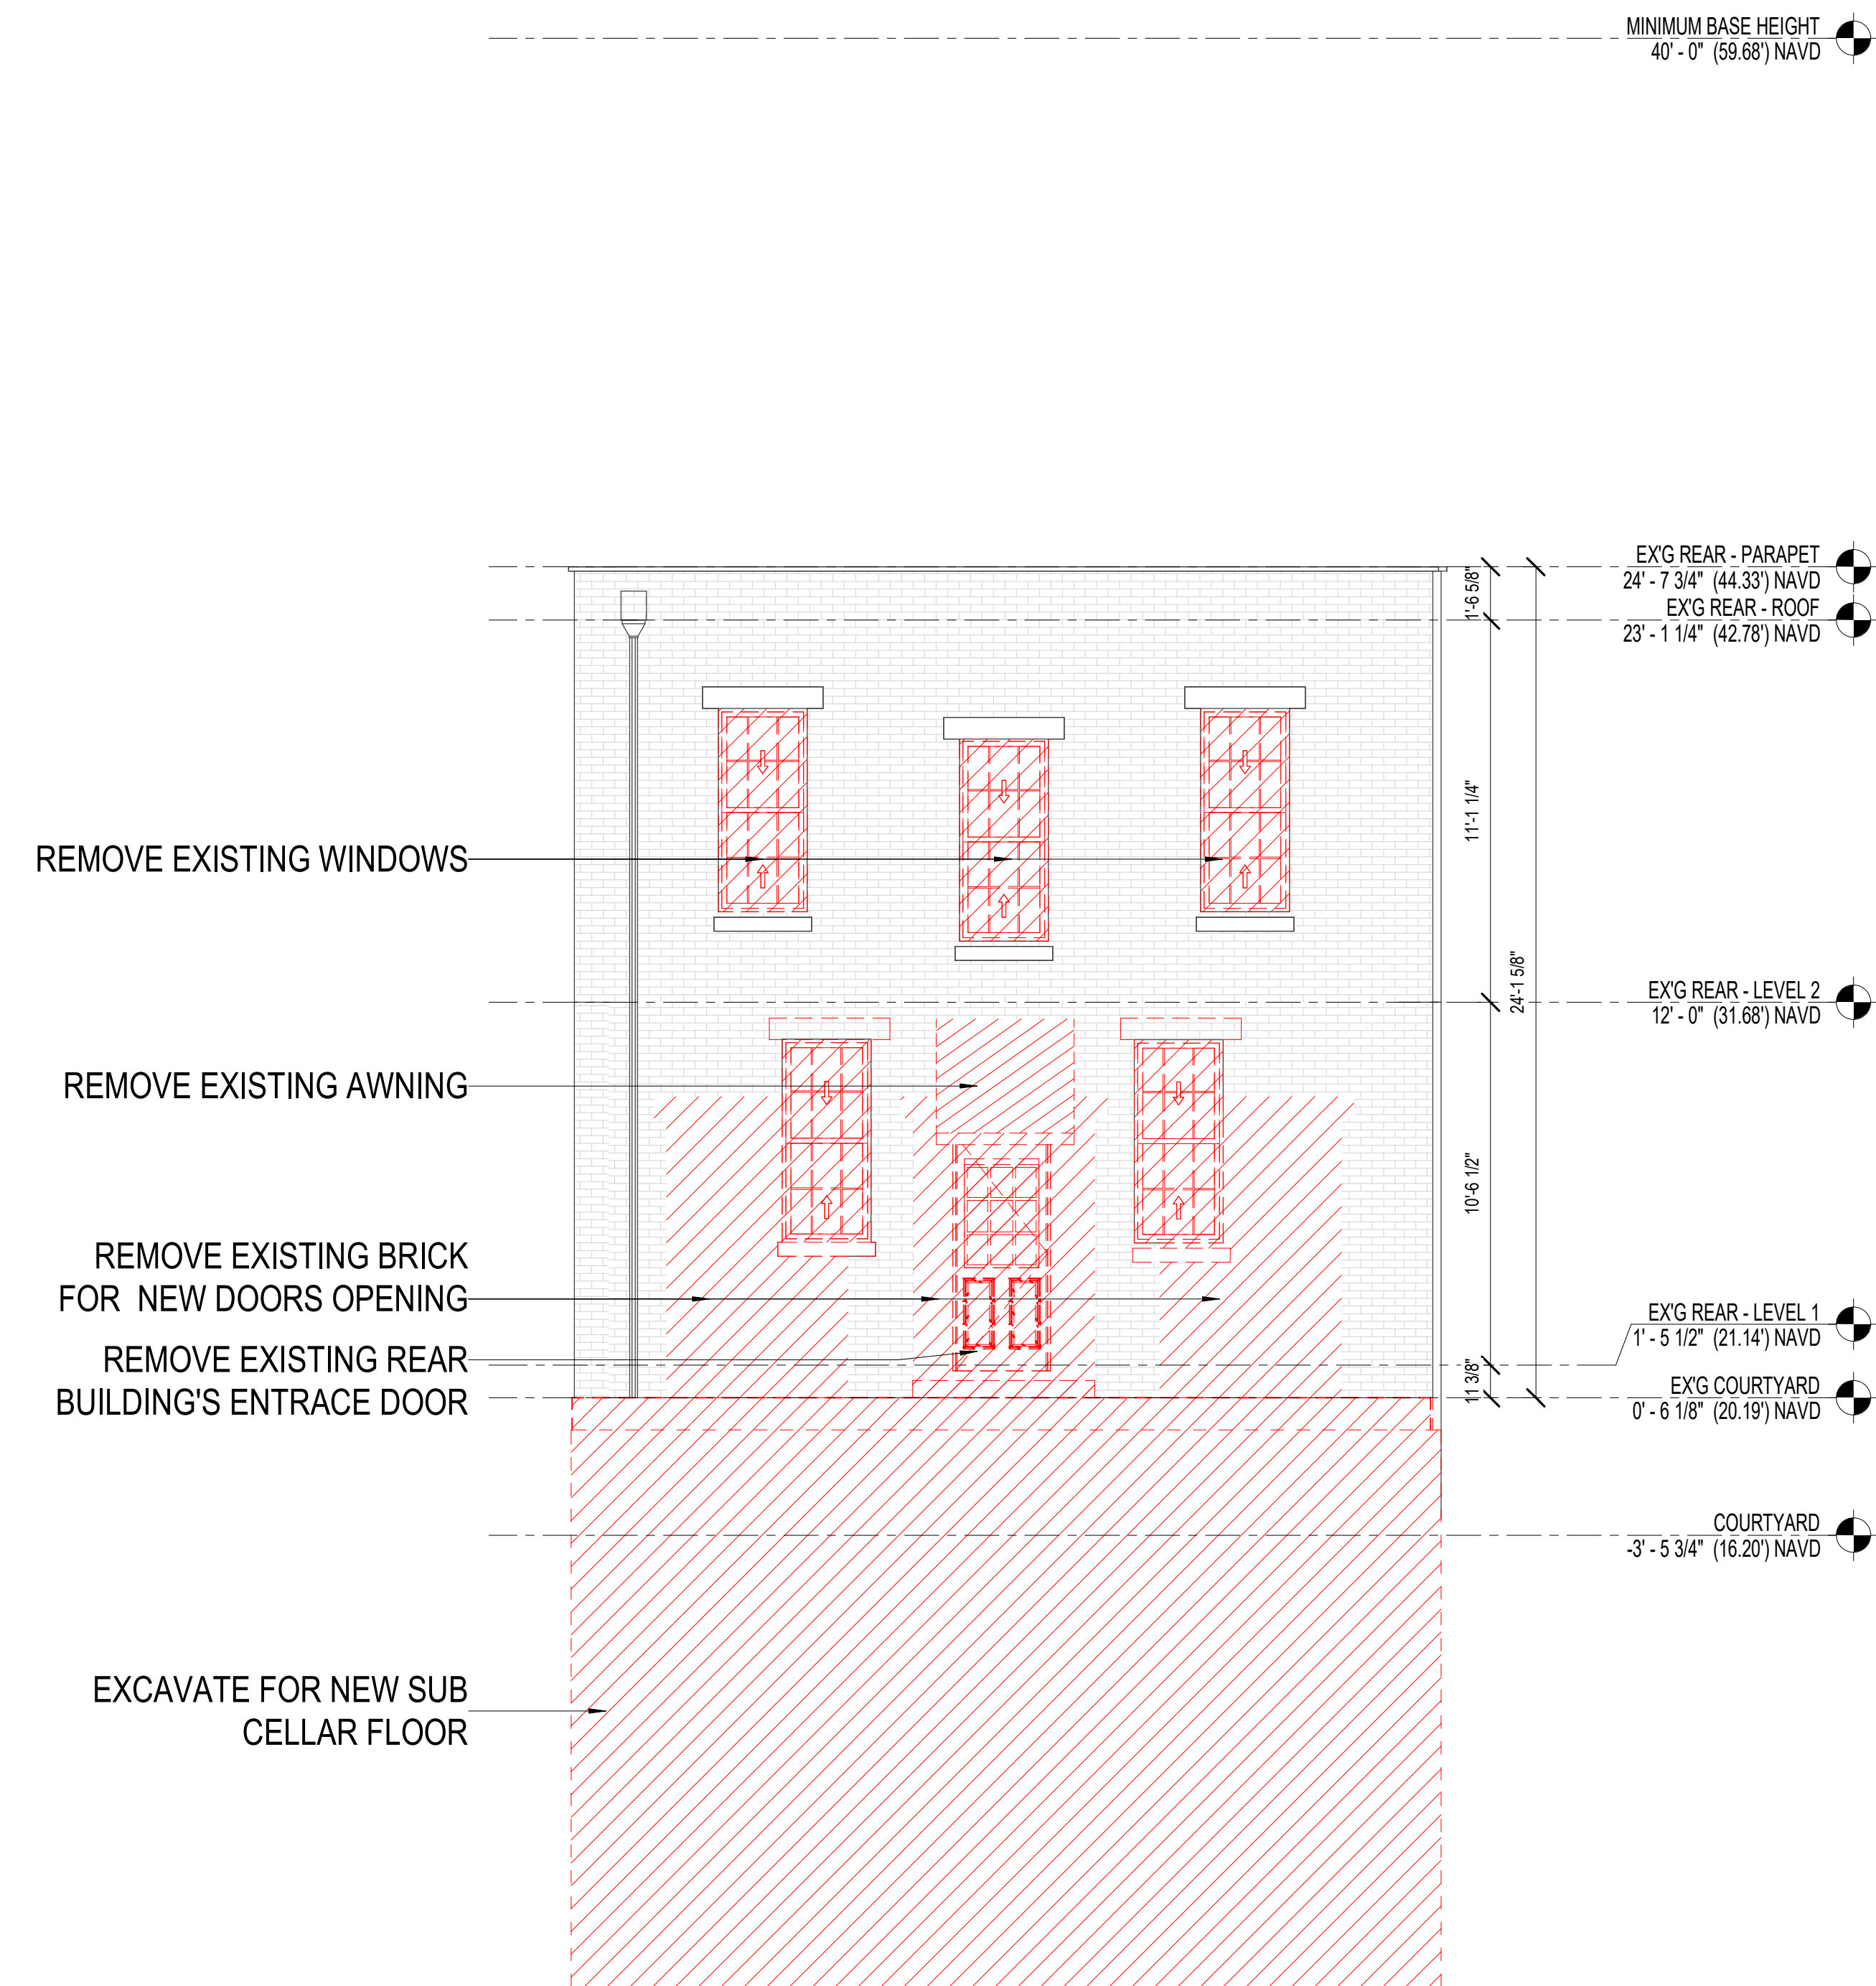 MINIMUM BASE HEIGHT
40' - 0" (59.68') NAVD
EX'G REAR - PARAPET
24' - 7 3/4" (44.33') NAVD
EX'G REAR - ROOF
23' - 1 1/4" (42.78') NAVD
1'-6 5/8"
11'-1 1/4"
REMOVE EXISTING WINDOWS
24'-1 5/8"
EX'G REAR - LEVEL 2
12' - 0" (31.68') NAVD
REMOVE EXISTING AWNING
10'-6 1/2"
REMOVE EXISTING BRICK
FOR NEW DOORS OPENING
EX'G REAR - LEVEL 1
1' - 5 1/2" (21.14') NAVD
REMOVE EXISTING REAR
BUILDING'S ENTRACE DOOR
11 3/8"
EX'G COURTYARD
0' - 6 1/8" (20.19') NAVD
COURTYARD
-3' - 5 3/4" (16.20') NAVD
EXCAVATE FOR NEW SUB
CELLAR FLOOR